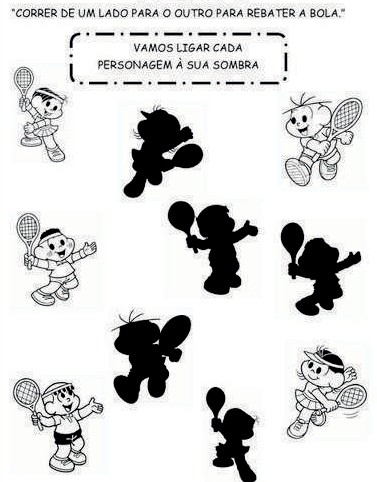 "CORRER DE UM LADO PARA O OUTRO PARA REBATER A BOLA."
VAMOS LIGAR CADA
PERSONAGEM À SUA SOMBRA